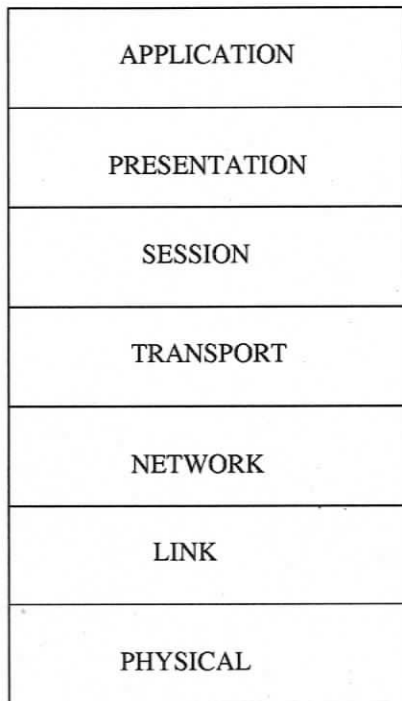 APPLICATION
PRESENTATION
SESSION
TRANSPORT
NETWORK
LINK
PHYSICAL